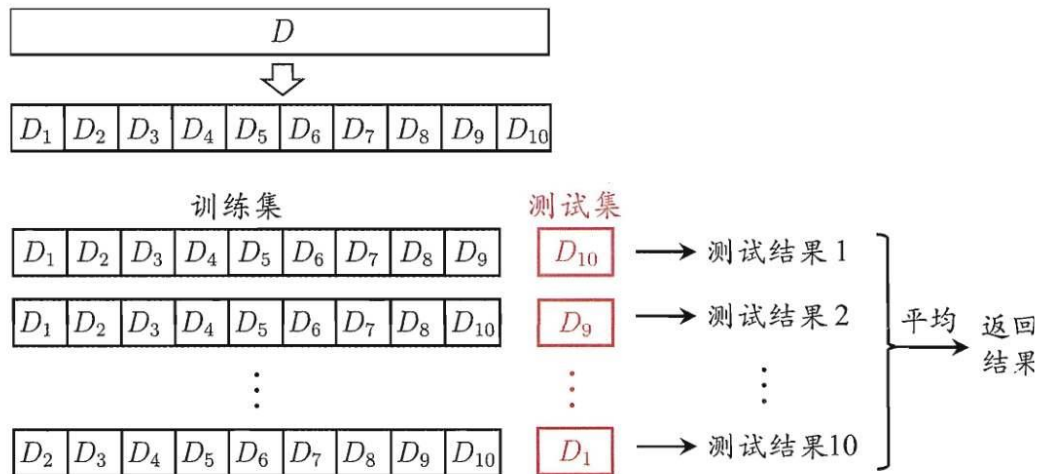 D
D₁ D₂ D₃ D₄ D₅ D₆ D₇ D₈ D₉ D₁₀
训练集 测试集
D₁ D₂ D₃ D₄ D₅ D₆ D₇ D₈ D₉ D₁₀ 测试结果1
D₁ D₂ D₃ D₄ D₅ D₆ D₇ D₈ D₁₀ D₉ 测试结果2
平均 返回
结果
⋮ ⋮ ⋮
D₂ D₃ D₄ D₅ D₆ D₇ D₈ D₉ D₁₀ D₁ 测试结果10